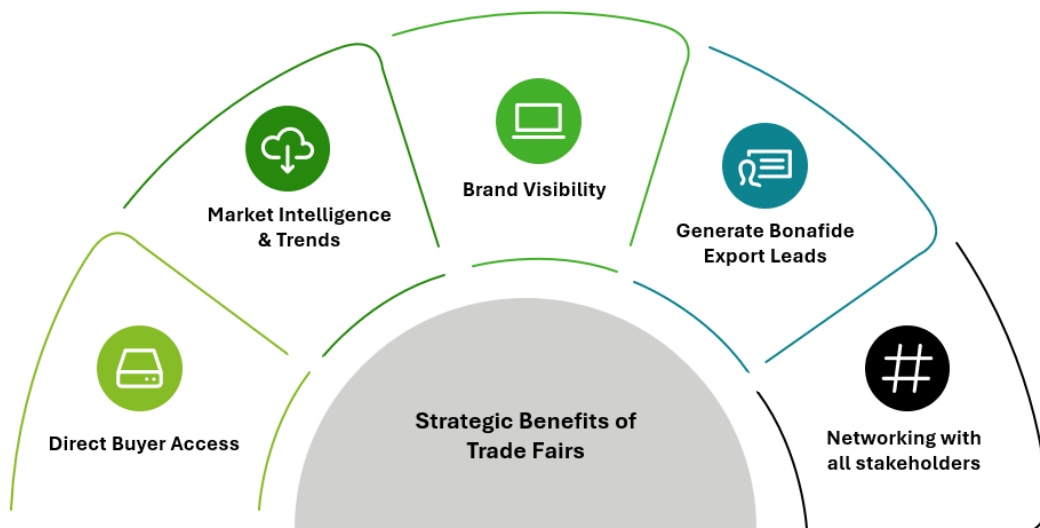 Direct Buyer Access
Market Intelligence
& Trends
Brand Visibility
Generate Bonafide
Export Leads
Networking with
all stakeholders
Strategic Benefits of
Trade Fairs